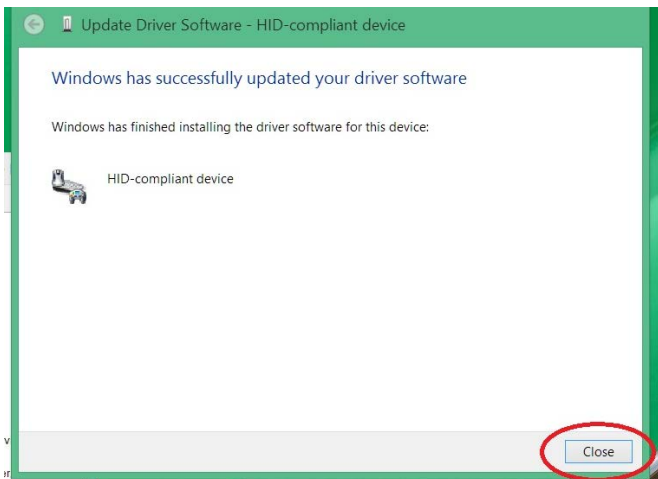 Update Driver Software - HID-compliant device
Windows has successfully updated your driver software
Windows has finished installing the driver software for this device:
HID-compliant device
Close